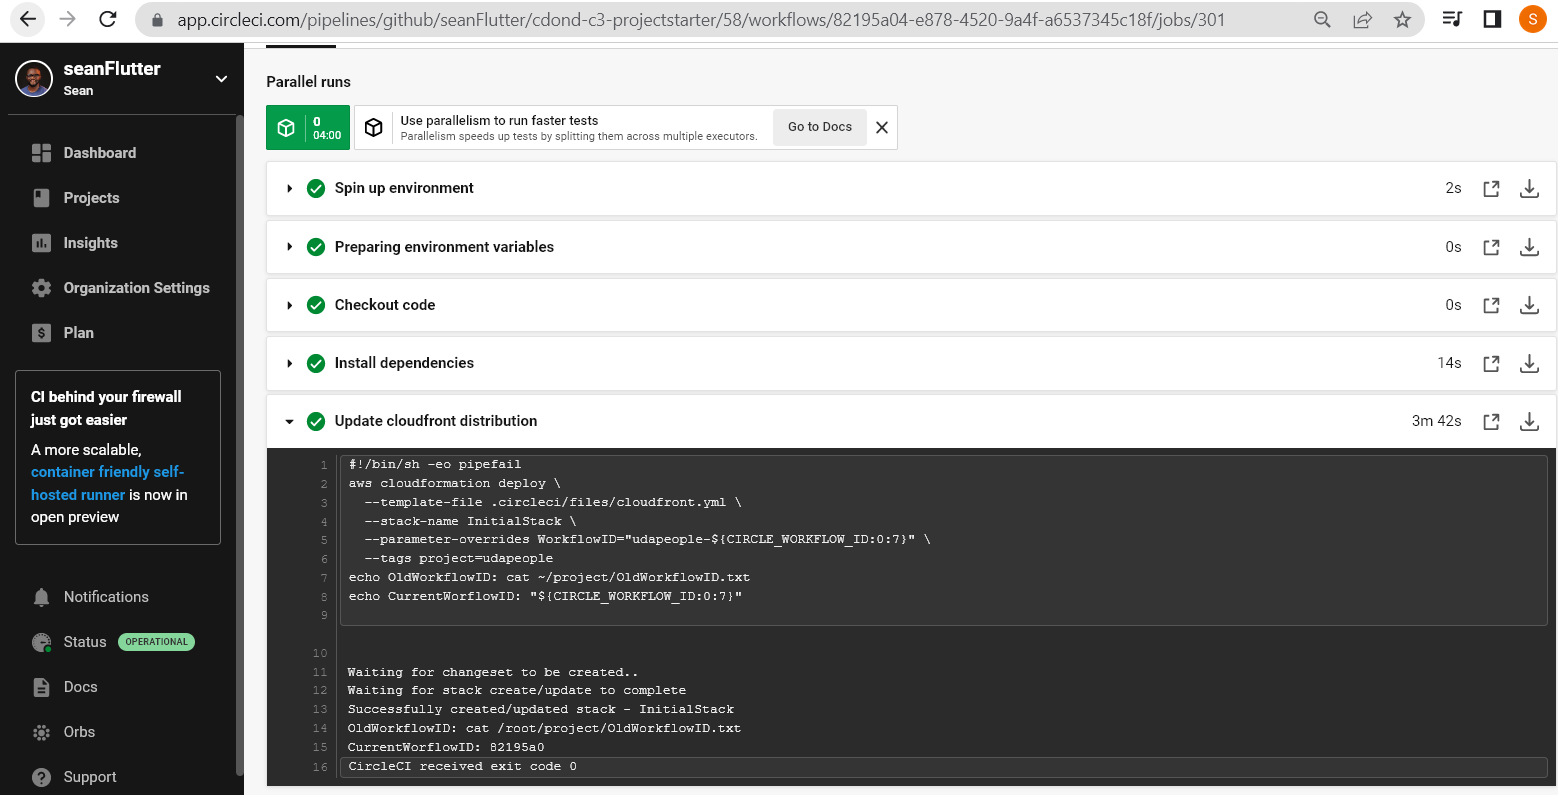 app.circleci.com/pipelines/github/seanFlutter/cdond-c3-projectstarter/58/workflows/82195a04-e878-4520-9a4f-a6537345c18f/jobs/301
S
seanFlutter
Sean
Dashboard
Projects
Insights
Organization Settings
Plan
CI behind your firewall
just got easier
A more scalable,
container friendly self-
hosted runner is now in
open preview
Notifications
Status OPERATIONAL
Docs
Orbs
Support
Parallel runs
0
04:00
Use parallelism to run faster tests
Parallelism speeds up tests by splitting them across multiple executors.
Go to Docs
Spin up environment 2s
Preparing environment variables 0s
Checkout code 0s
Install dependencies 14s
Update cloudfront distribution 3m 42s
1 #!/bin/sh -eo pipefail
2 aws cloudformation deploy \
3 --template-file .circleci/files/cloudfront.yml \
4 --stack-name InitialStack \
5 --parameter-overrides WorkflowID="udapeople-${CIRCLE_WORKFLOW_ID:0:7}" \
6 --tags project=udapeople
7 echo OldWorkflowID: cat ~/project/OldWorkflowID.txt
8 echo CurrentWorflowID: "${CIRCLE_WORKFLOW_ID:0:7}"
9
10
11 Waiting for changeset to be created..
12 Waiting for stack create/update to complete
13 Successfully created/updated stack - InitialStack
14 OldWorkflowID: cat /root/project/OldWorkflowID.txt
15 CurrentWorflowID: 82195a0
16 CircleCI received exit code 0